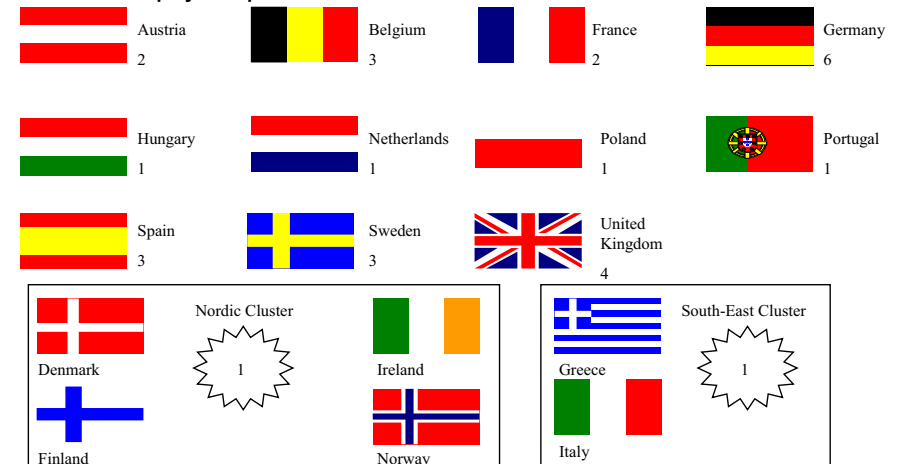 Austria
2
Belgium
3
France
2
Germany
6
Hungary
1
Netherlands
1
Poland
1
Portugal
1
Spain
3
Sweden
3
United
Kingdom
4
Nordic Cluster
1
Denmark
Ireland
Finland
Norway
South-East Cluster
1
Greece
Italy